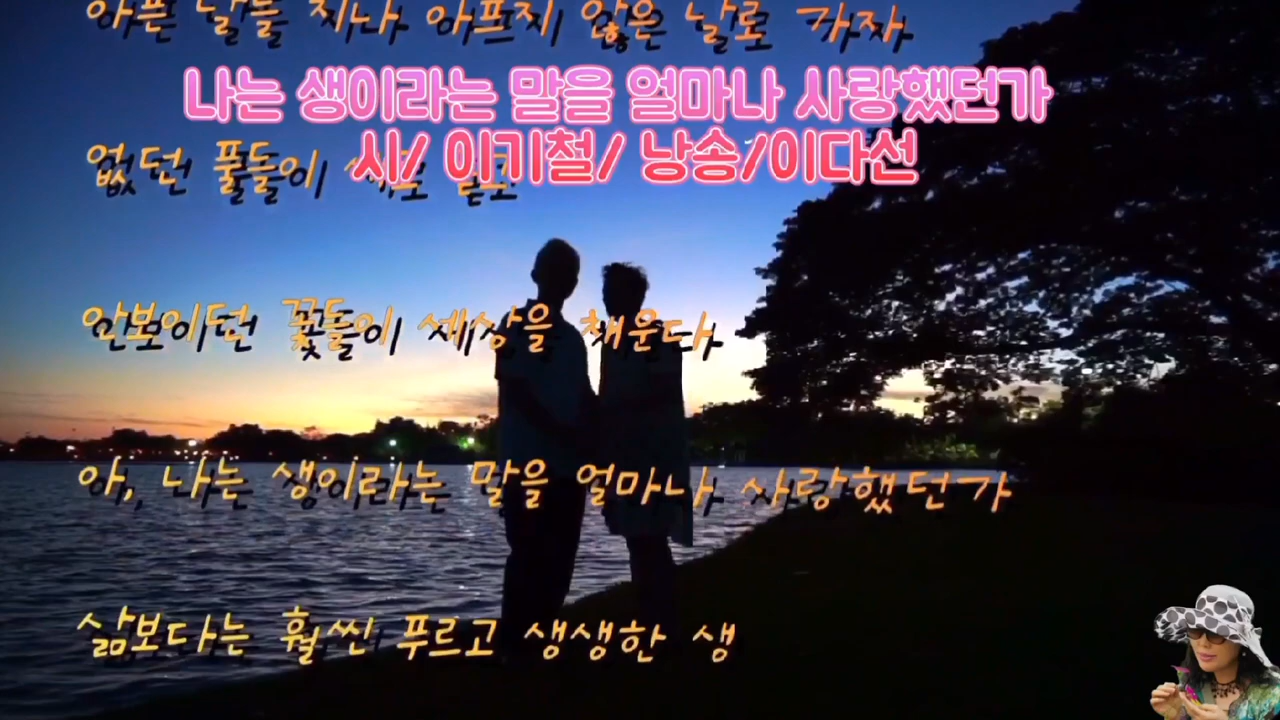 아픈 날들 지나 아프지 않은 날로 가자
나는 생이라는 말을 얼마나 사랑했던가
시/ 이기철/ 낭송/이다선
없던 풀들이 새로 돋고
안보이던 꽃들이 세상을 채운다
아, 나는 생이라는 말을 얼마나 사랑했던가
삶보다는 훨씬 푸르고 생생한 생